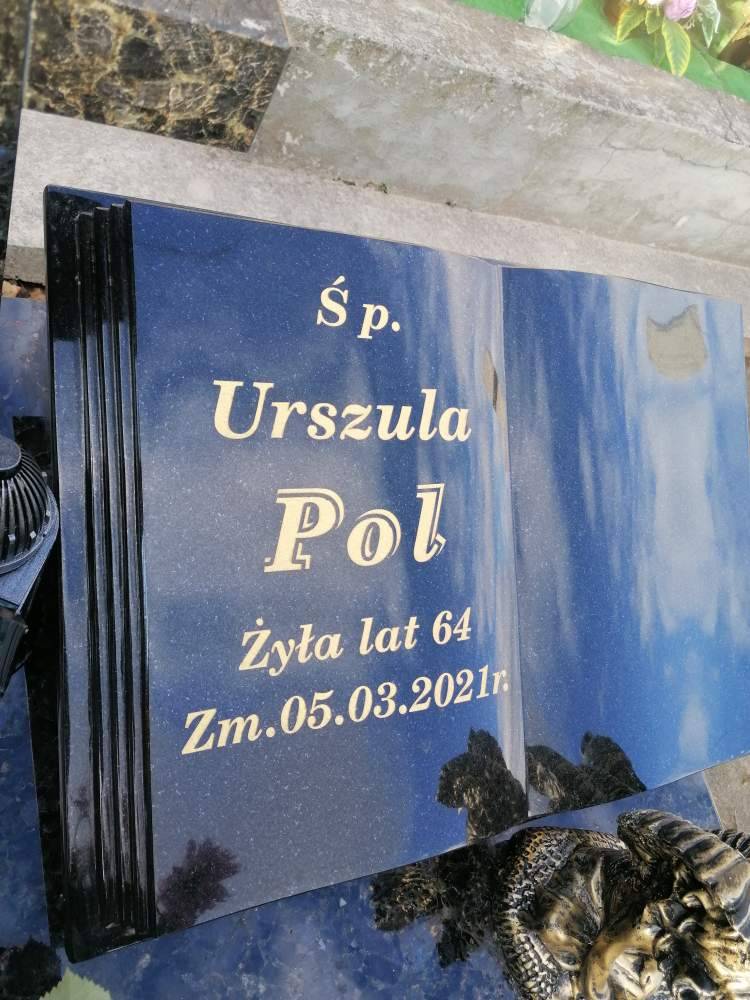 Ś p.
Urszula
Pol
Żyła lat 64
Zm.05.03.2021r.